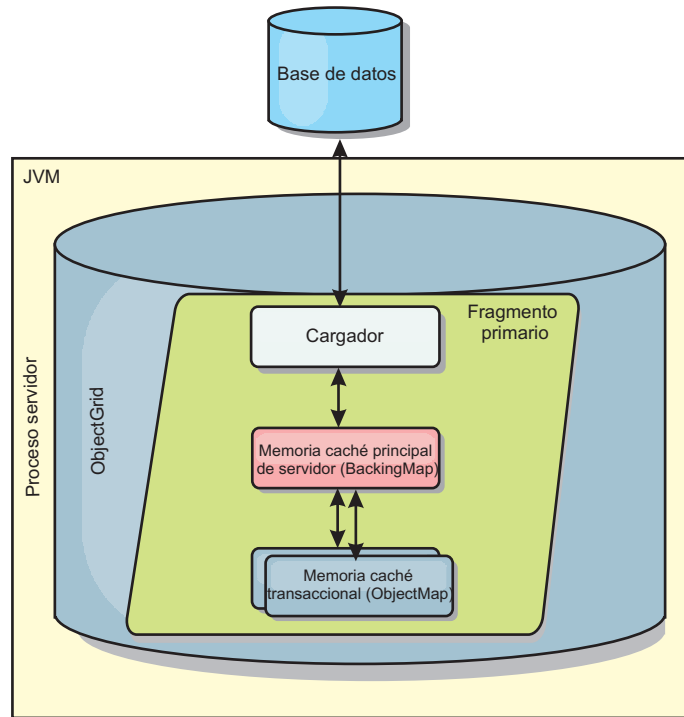 Base de datos
JVM
Fragmento
primario
Cargador
Proceso servidor
ObjectGrid
Memoria caché principal
de servidor (BackingMap)
Memoria caché
transaccional (ObjectMap)